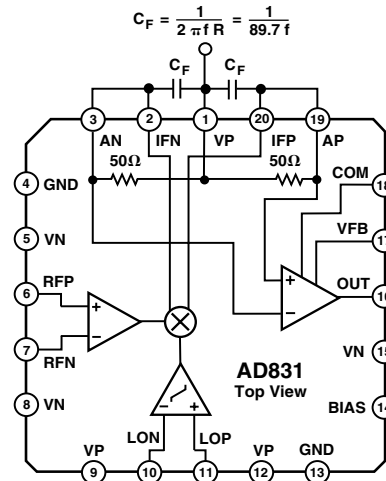 C_F = 1 / (2 π f R) = 1 / (89.7 f)
C_F C_F
3 2 1 20 19
AN IFN VP IFP AP
50Ω 50Ω
COM 18
4 GND
VFB 17
5 VN
+
OUT 16
6 RFP +
−
7 RFN −
VN 15
AD831
Top View
8 VN
− +
BIAS 14
LON LOP
VP VP GND
9 10 11 12 13